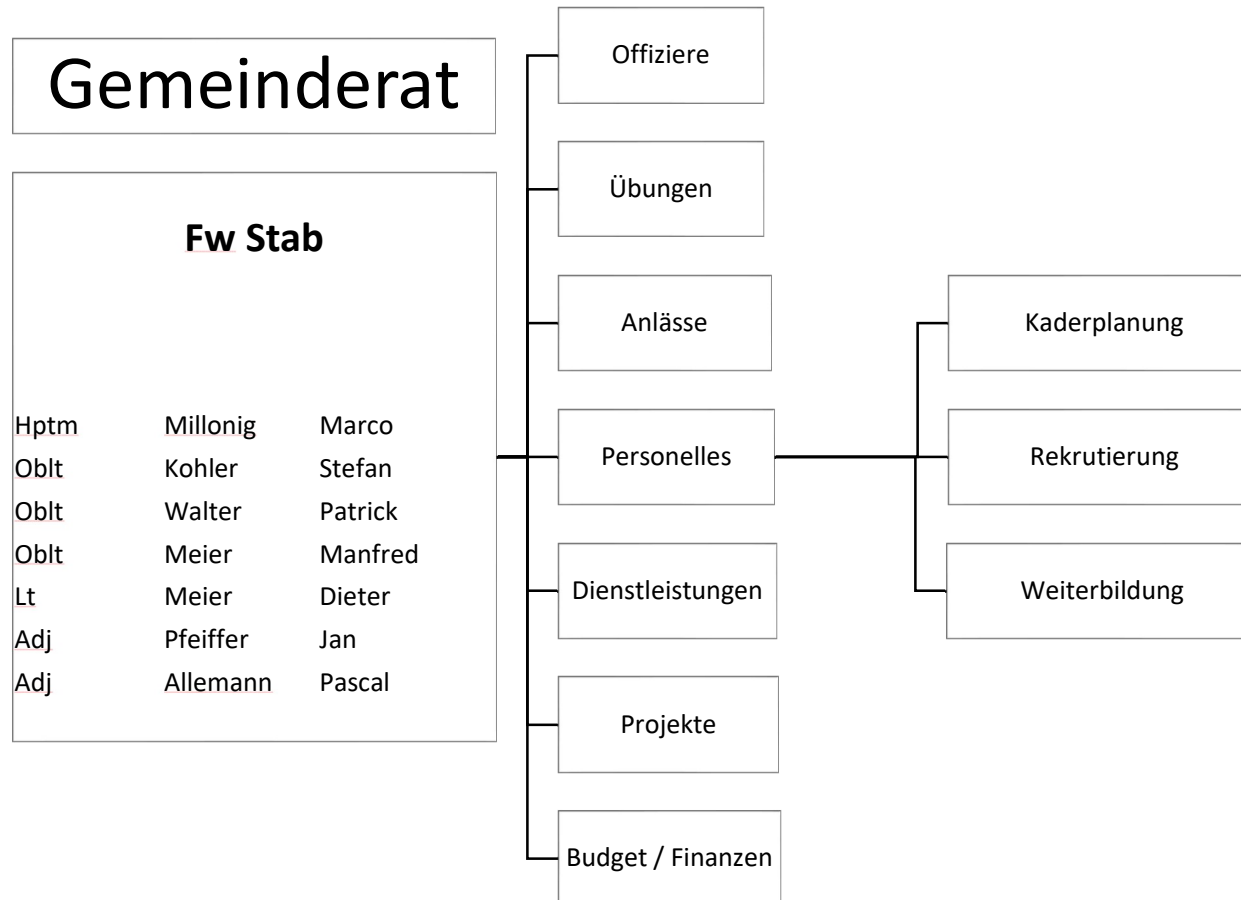 Gemeinderat
Fw Stab
Hptm Millonig Marco
Oblt Kohler Stefan
Oblt Walter Patrick
Oblt Meier Manfred
Lt Meier Dieter
Adj Pfeiffer Jan
Adj Allemann Pascal
Offiziere
Übungen
Anlässe
Personelles
Dienstleistungen
Projekte
Budget / Finanzen
Kaderplanung
Rekrutierung
Weiterbildung